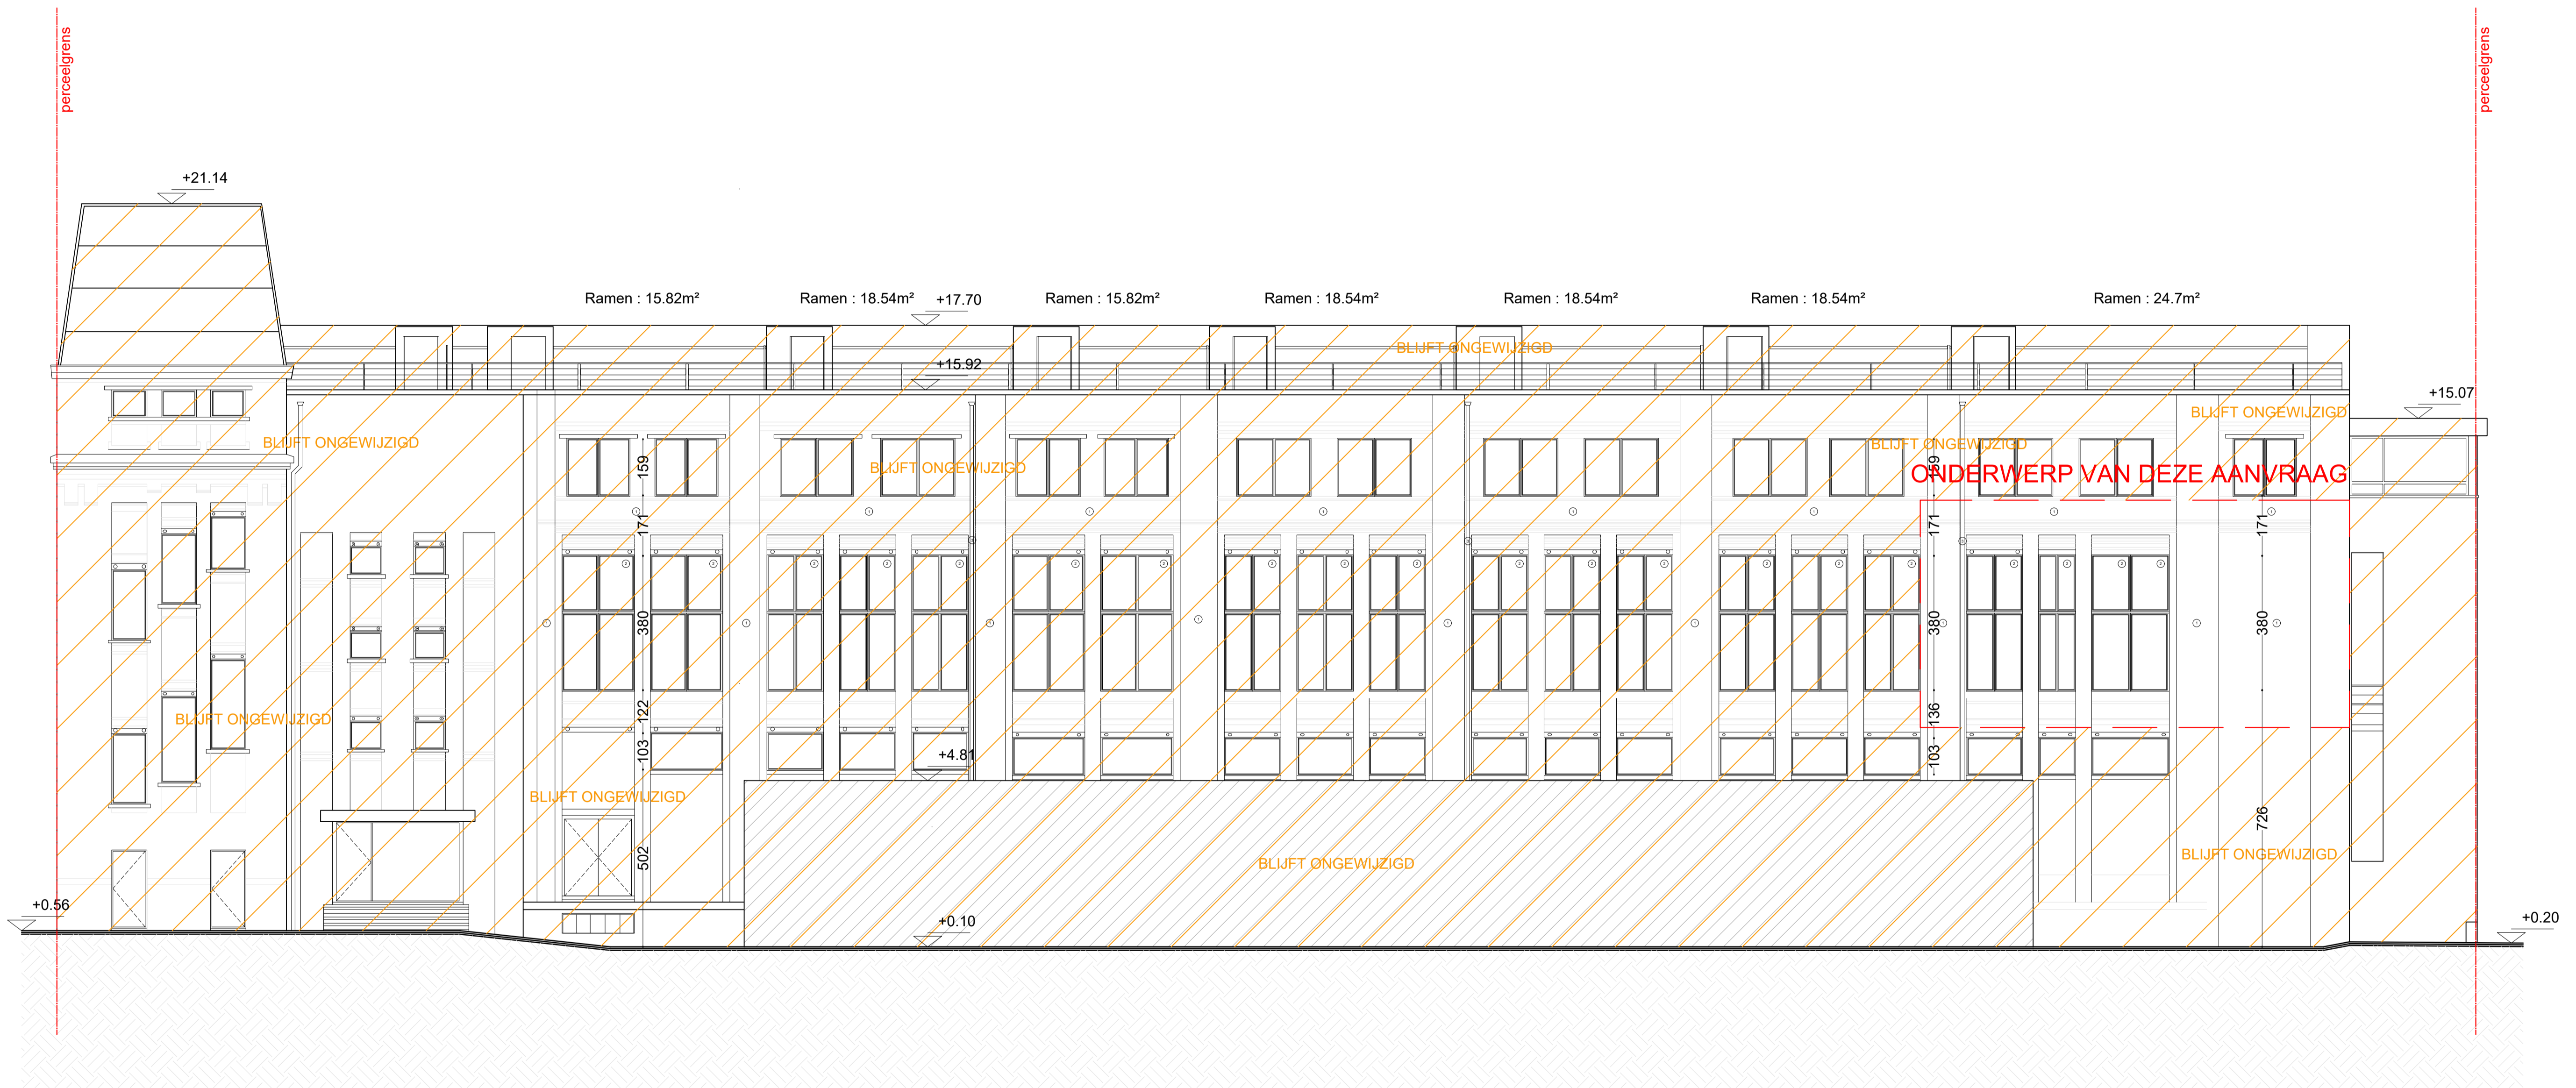 perceelgrens
perceelgrens
+21.14
Ramen : 15.82m²
Ramen : 18.54m²
+17.70
Ramen : 15.82m²
Ramen : 18.54m²
Ramen : 18.54m²
Ramen : 18.54m²
Ramen : 24.7m²
BLIJFT ONGEWIJZIGD
+15.92
+15.07
BLIJFT ONGEWIJZIGD
BLIJFT ONGEWIJZIGD
BLIJFT ONGEWIJZIGD
BLIJFT ONGEWIJZIGD
159
159
ONDERWERP VAN DEZE AANVRAAG
171
171
171
380
380
380
BLIJFT ONGEWIJZIGD
122
136
103
+4.81
103
BLIJFT ONGEWIJZIGD
726
502
BLIJFT ONGEWIJZIGD
BLIJFT ONGEWIJZIGD
+0.56
+0.10
+0.20